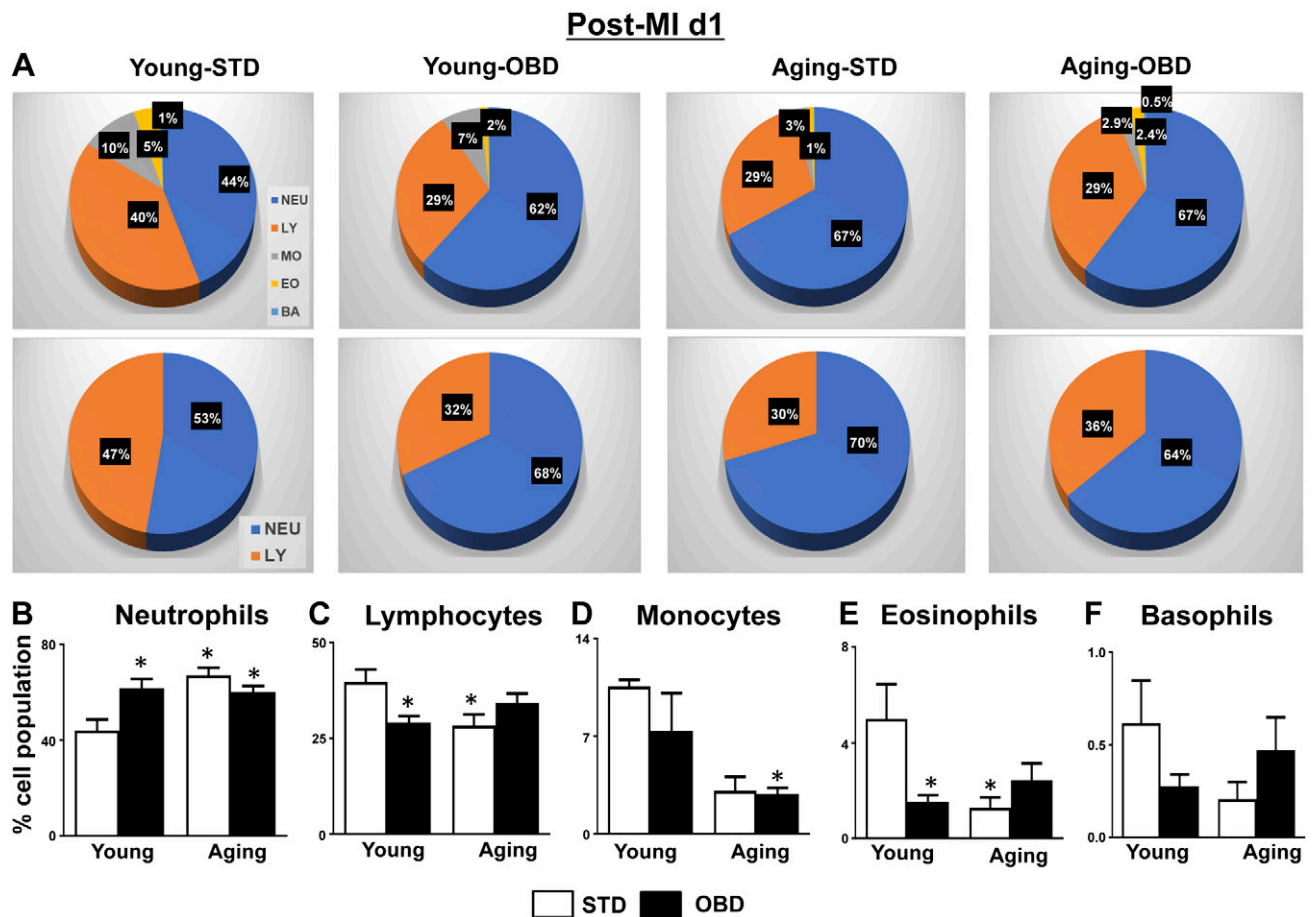 Post-MI d1
A Young-STD Young-OBD Aging-STD Aging-OBD
1% 10% 5% 44% 40%
NEU
LY
MO
EO
BA
2% 7% 29% 62%
3% 1% 29% 67%
0.5% 2.9% 2.4% 29% 67%
53% 47%
NEU
LY
32% 68%
30% 70%
36% 64%
B Neutrophils C Lymphocytes D Monocytes E Eosinophils F Basophils
% cell population
80
40
0
* * *
Young Aging
50
25
0
* *
Young Aging
14
7
0
*
Young Aging
8
4
0
* *
Young Aging
1.0
0.5
0.0
Young Aging
STD OBD